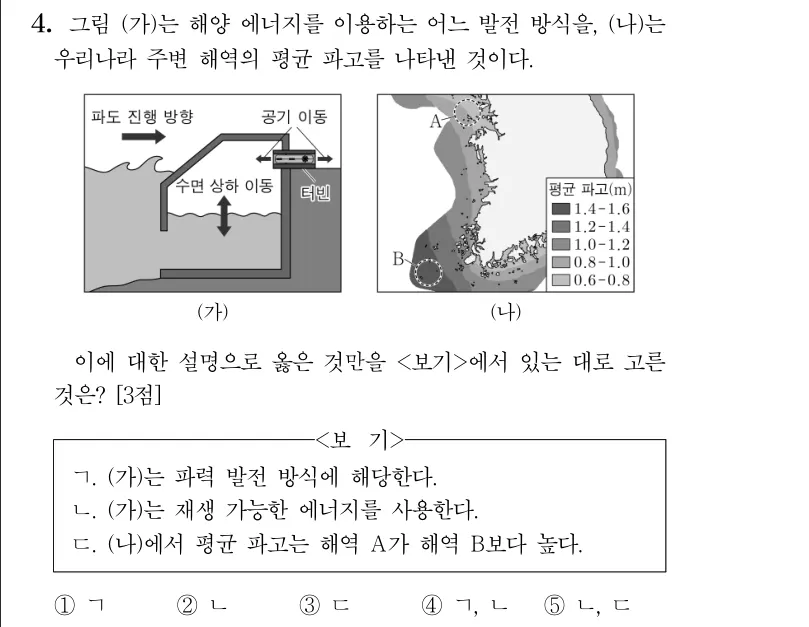 4. 그림 (가)는 해양 에너지를 이용하는 어느 발전 방식을, (나)는
우리나라 주변 해역의 평균 파고를 나타낸 것이다.
파도 진행 방향
공기 이동
수면 상하 이동
터빈
(가)
A
B
평균 파고(m)
1.4-1.6
1.2-1.4
1.0-1.2
0.8-1.0
0.6-0.8
(나)
이에 대한 설명으로 옳은 것만을 <보기>에서 있는 대로 고른
것은? [3점]
<보 기>
ㄱ. (가)는 파력 발전 방식에 해당한다.
ㄴ. (가)는 재생 가능한 에너지를 사용한다.
ㄷ. (나)에서 평균 파고는 해역 A가 해역 B보다 높다.
① ㄱ ② ㄴ ③ ㄷ ④ ㄱ, ㄴ ⑤ ㄴ, ㄷ